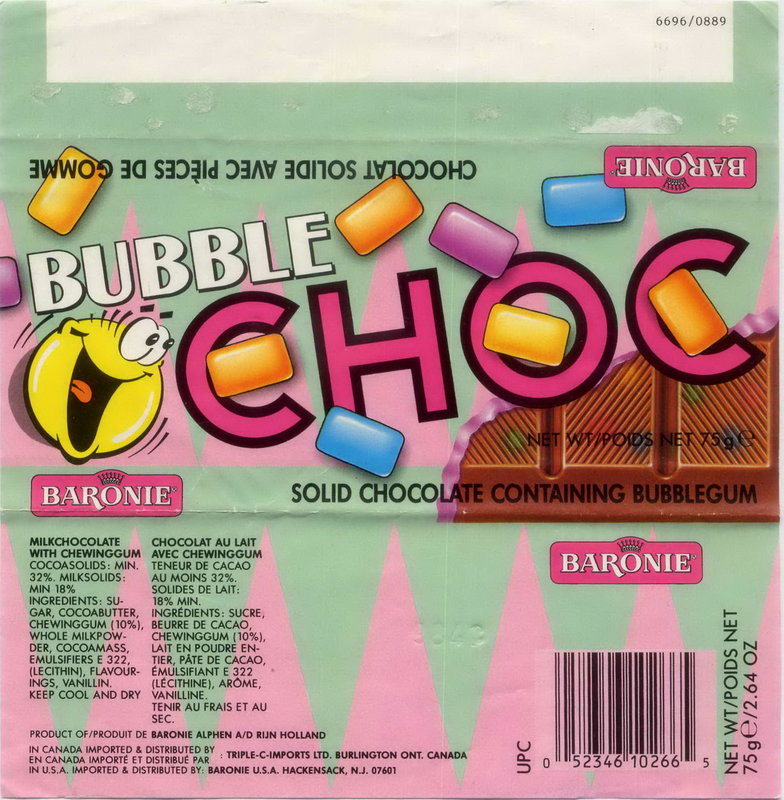 6696/0889
CHOCOLAT SOLIDE AVEC PIÈCES DE GOMME
BARONIE
BUBBLE
CHOC
NET WT/POIDS NET 75g ℮
BARONIE
SOLID CHOCOLATE CONTAINING BUBBLEGUM
MILKCHOCOLATE
WITH CHEWINGGUM
COCOASOLIDS: MIN.
32%. MILKSOLIDS:
MIN 18%
INGREDIENTS: SU-
GAR, COCOABUTTER,
CHEWINGGUM (10%),
WHOLE MILKPOW-
DER, COCOAMASS,
EMULSIFIERS E 322,
(LECITHIN), FLAVOUR-
INGS, VANILLIN.
KEEP COOL AND DRY
CHOCOLAT AU LAIT
AVEC CHEWINGGUM
TENEUR DE CACAO
AU MOINS 32%.
SOLIDES DE LAIT:
18% MIN.
INGRÉDIENTS: SUCRE,
BEURRE DE CACAO,
CHEWINGGUM (10%),
LAIT EN POUDRE EN-
TIER, PÂTE DE CACAO,
ÉMULSIFIANT E 322
(LÉCITHINE), ARÔME,
VANILLINE.
TENIR AU FRAIS ET AU
SEC.
BARONIE
PRODUCT OF/PRODUIT DE BARONIE ALPHEN A/D RIJN HOLLAND
IN CANADA IMPORTED & DISTRIBUTED BY
EN CANADA IMPORTÉ ET DISTRIBUÉ PAR : TRIPLE-C-IMPORTS LTD. BURLINGTON ONT. CANADA
IN U.S.A. IMPORTED & DISTRIBUTED BY: BARONIE U.S.A. HACKENSACK, N.J. 07601
UPC
0 52346 10266 5
NET WT/POIDS NET
75g℮/2.64 OZ